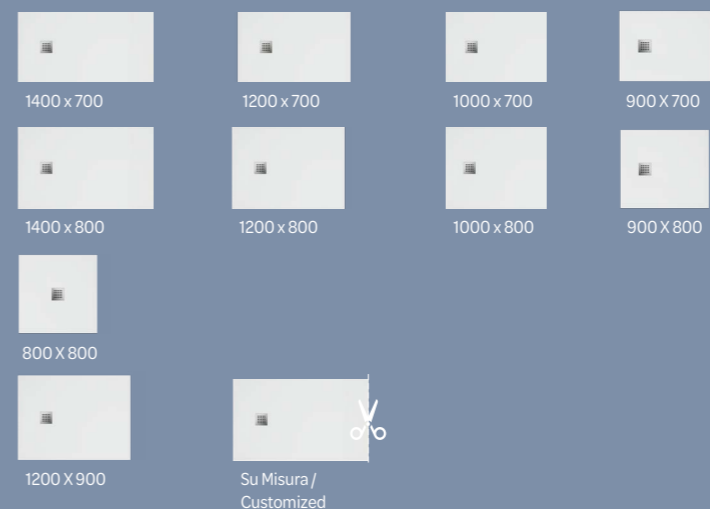 1400 x 700
1200 x 700
1000 x 700
900 X 700
1400 x 800
1200 x 800
1000 x 800
900 X 800
800 X 800
1200 X 900
Su Misura /
Customized